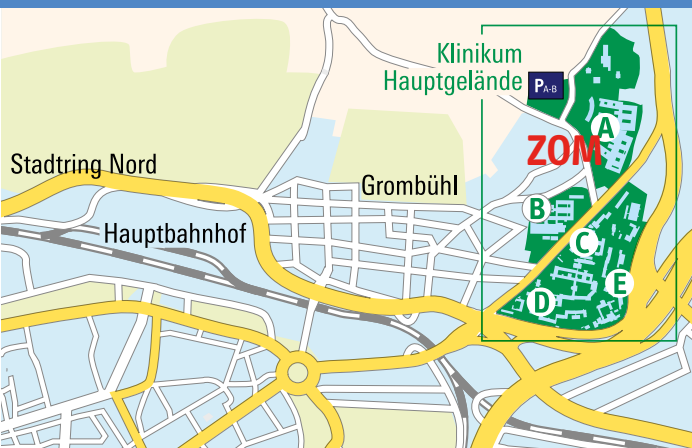 Klinikum
Hauptgelände
PA-B
A
ZOM
Stadtring Nord
Grombühl
B
Hauptbahnhof
C
E
D